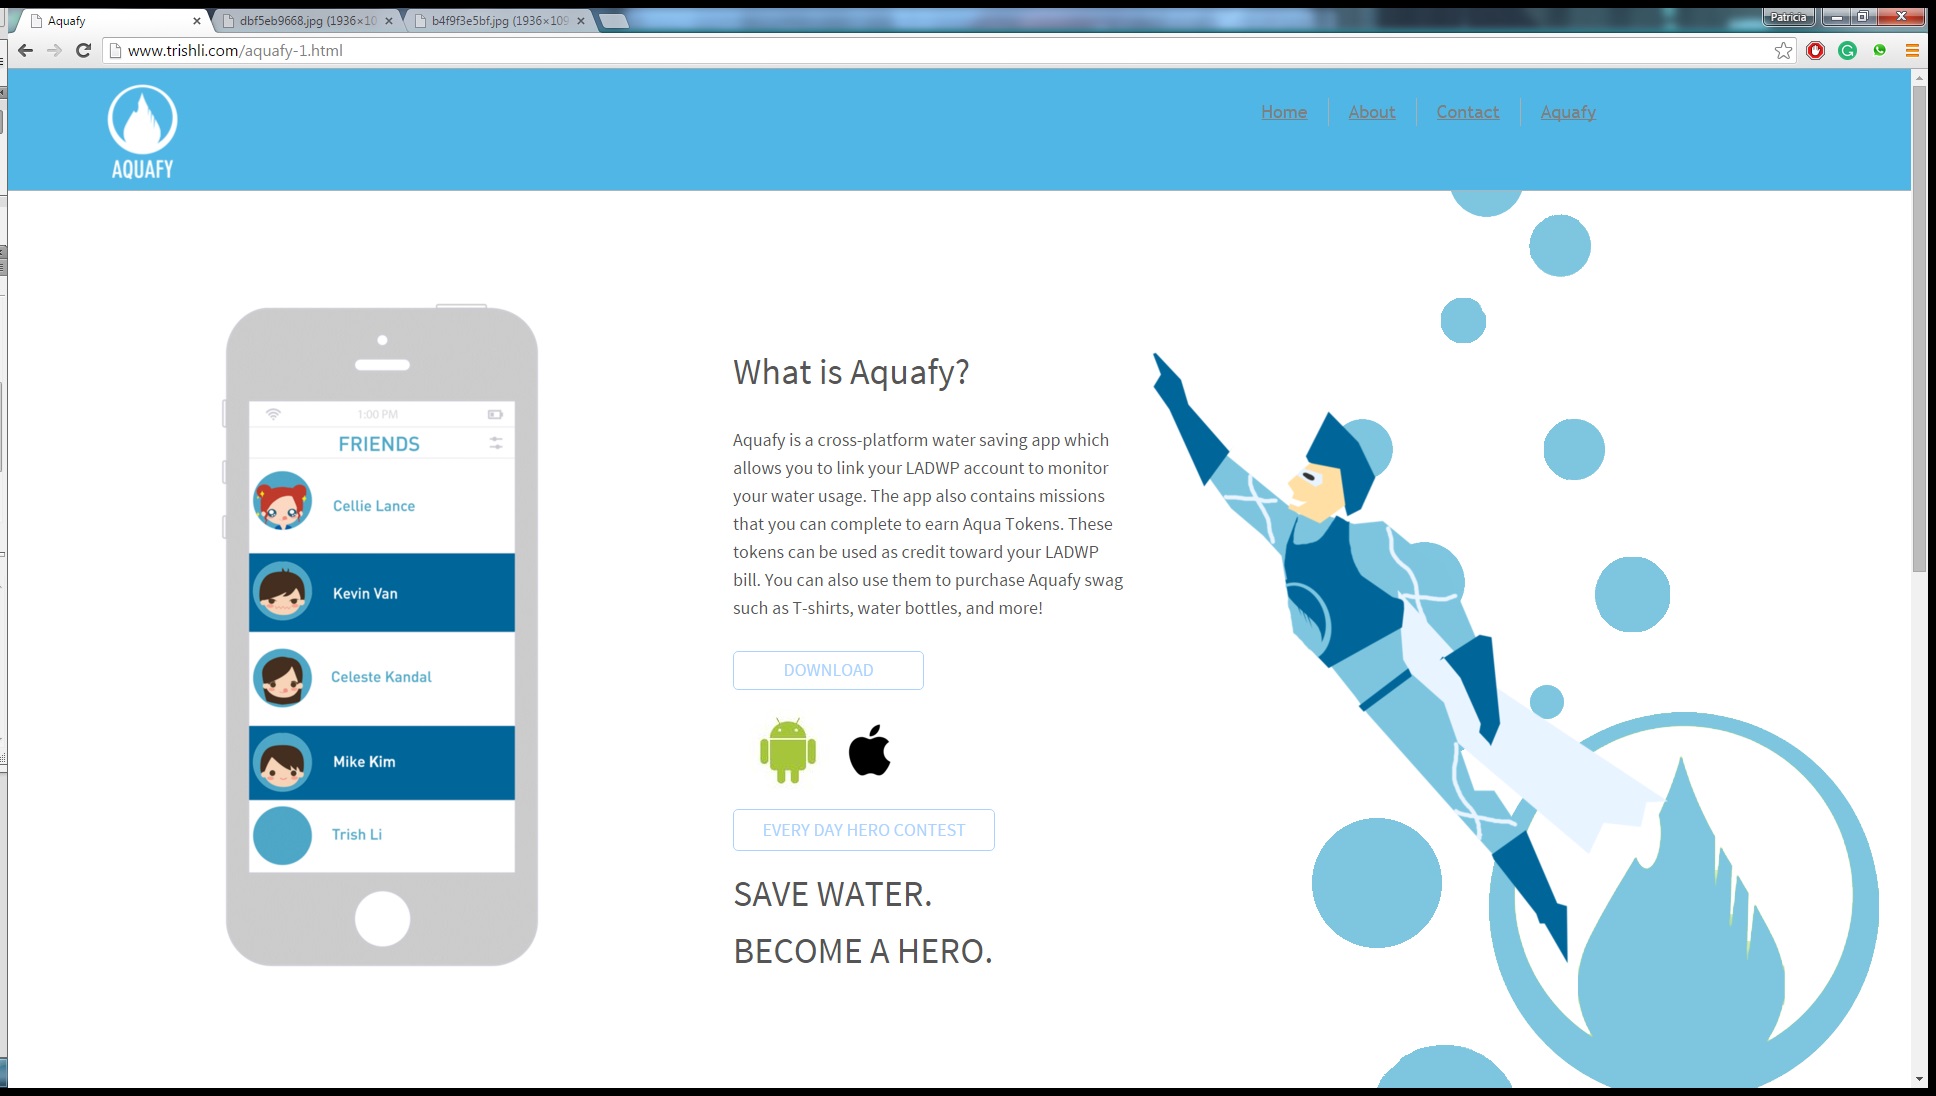 Aquafy
dbf5eb9668.jpg (1936×10
b4f9f3e5bf.jpg (1936×109
Patricia
www.trishli.com/aquafy-1.html
AQUAFY
Home
About
Contact
Aquafy
1:00 PM
FRIENDS
Cellie Lance
Kevin Van
Celeste Kandal
Mike Kim
Trish Li
What is Aquafy?
Aquafy is a cross-platform water saving app which
allows you to link your LADWP account to monitor
your water usage. The app also contains missions
that you can complete to earn Aqua Tokens. These
tokens can be used as credit toward your LADWP
bill. You can also use them to purchase Aquafy swag
such as T-shirts, water bottles, and more!
DOWNLOAD
EVERY DAY HERO CONTEST
SAVE WATER.
BECOME A HERO.